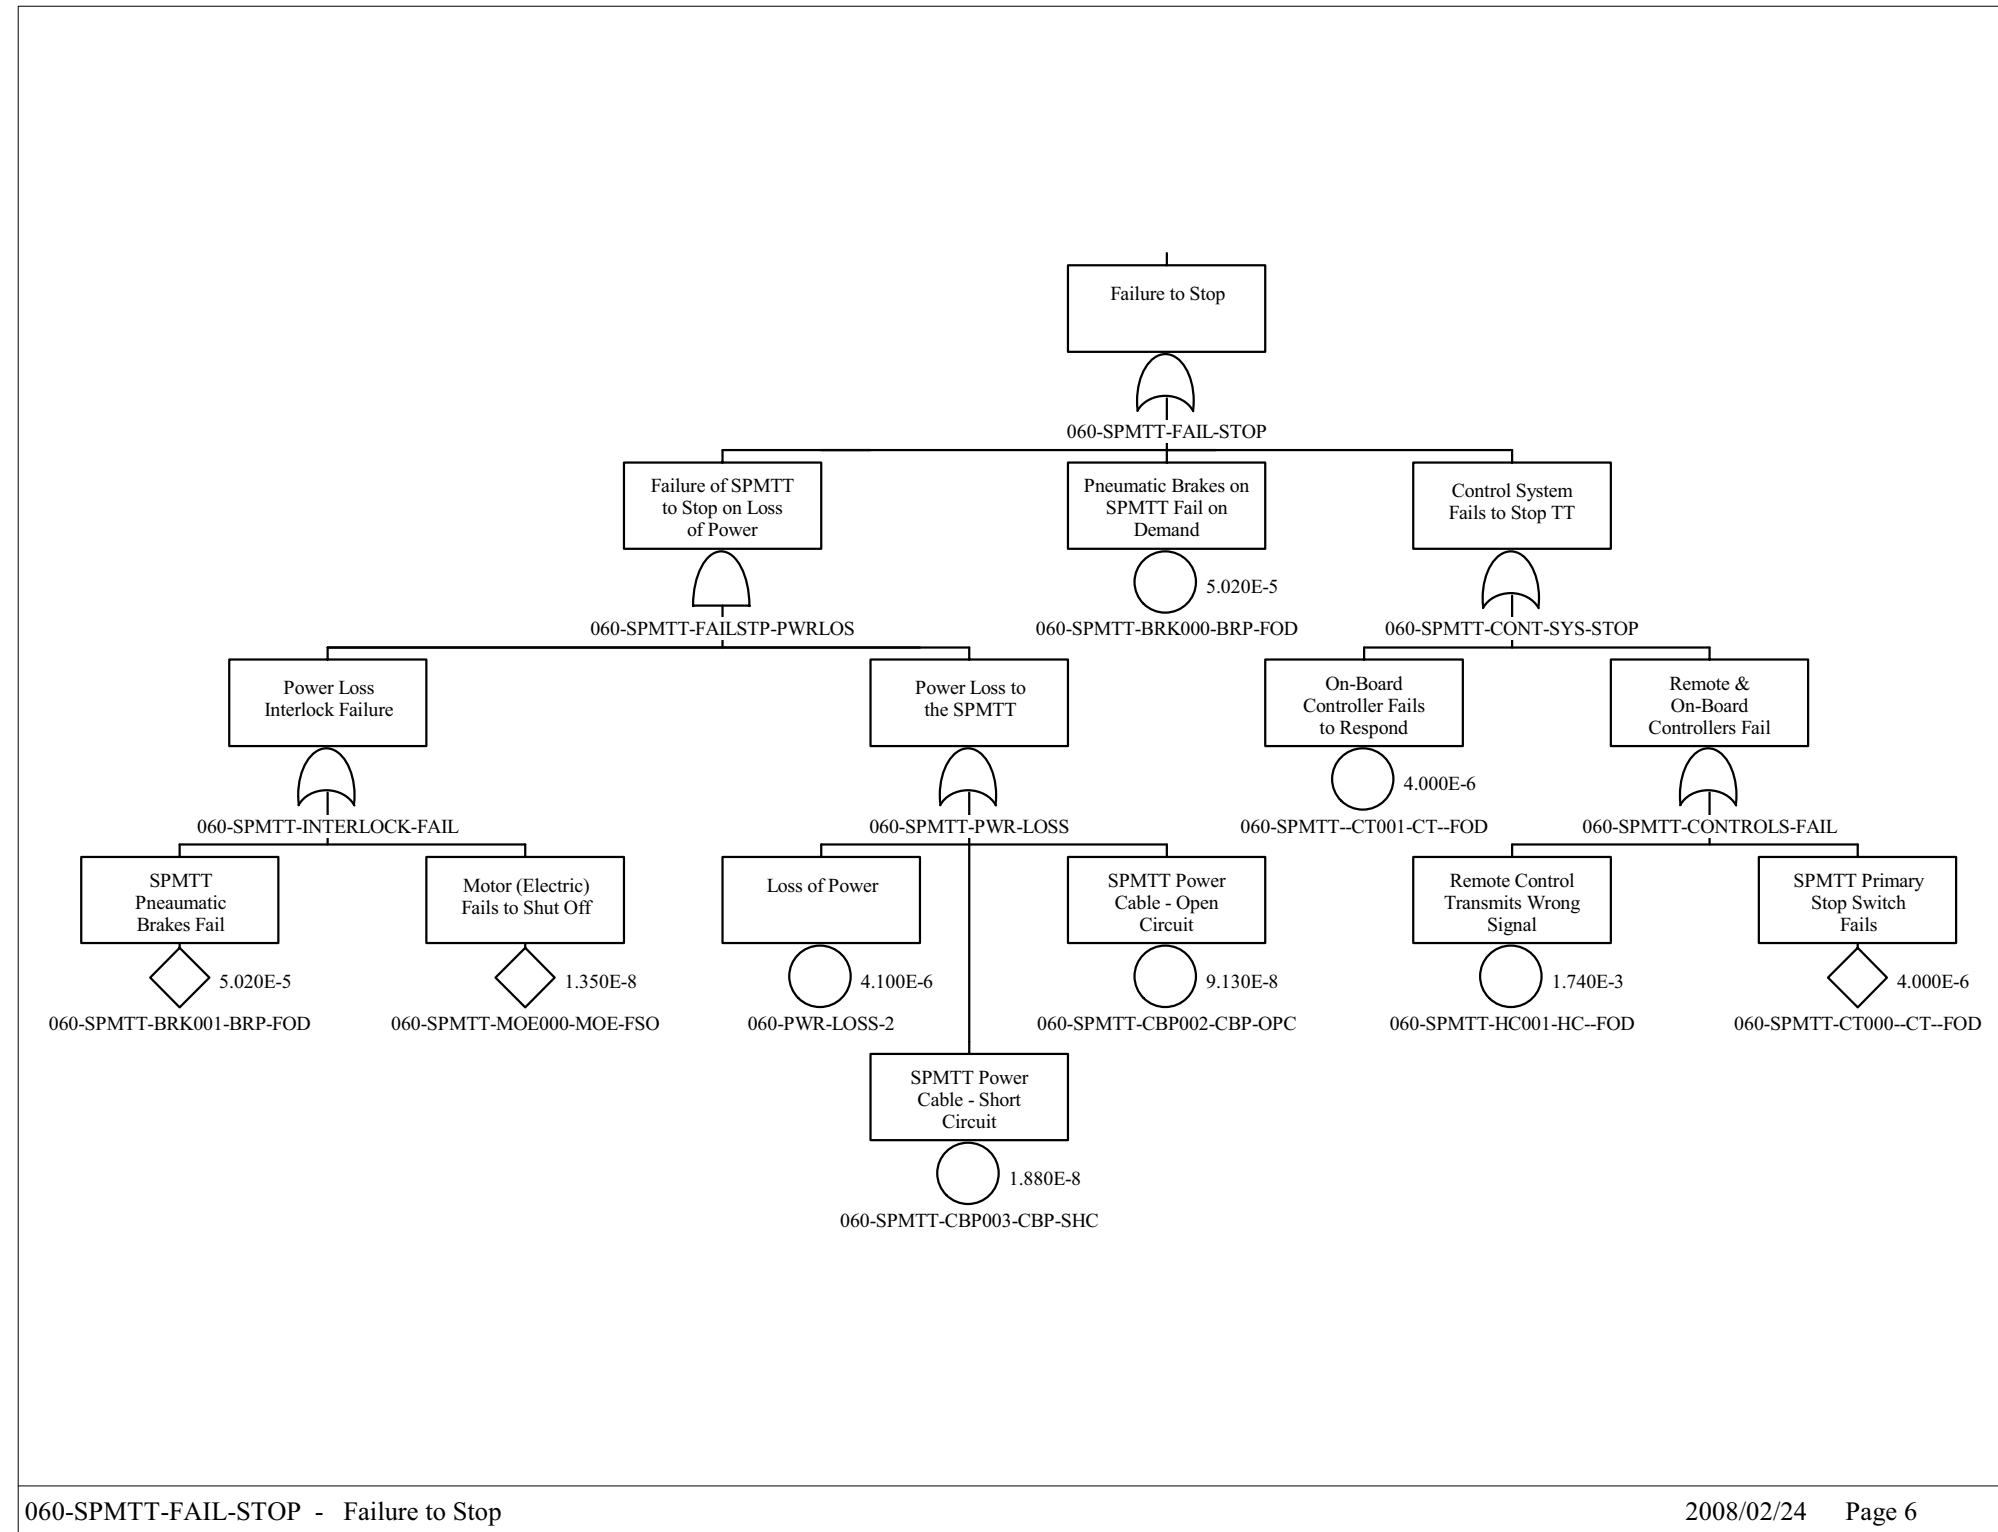 Failure to Stop
060-SPMTT-FAIL-STOP
Failure of SPMTT
to Stop on Loss
of Power
060-SPMTT-FAILSTP-PWRLOS
Pneumatic Brakes on
SPMTT Fail on
Demand
5.020E-5
060-SPMTT-BRK000-BRP-FOD
Control System
Fails to Stop TT
060-SPMTT-CONT-SYS-STOP
Power Loss
Interlock Failure
060-SPMTT-INTERLOCK-FAIL
Power Loss to
the SPMTT
060-SPMTT-PWR-LOSS
On-Board
Controller Fails
to Respond
4.000E-6
060-SPMTT--CT001-CT--FOD
Remote &
On-Board
Controllers Fail
060-SPMTT-CONTROLS-FAIL
SPMTT
Pneaumatic
Brakes Fail
5.020E-5
060-SPMTT-BRK001-BRP-FOD
Motor (Electric)
Fails to Shut Off
1.350E-8
060-SPMTT-MOE000-MOE-FSO
Loss of Power
4.100E-6
060-PWR-LOSS-2
SPMTT Power
Cable - Open
Circuit
9.130E-8
060-SPMTT-CBP002-CBP-OPC
Remote Control
Transmits Wrong
Signal
1.740E-3
060-SPMTT-HC001-HC--FOD
SPMTT Primary
Stop Switch
Fails
4.000E-6
060-SPMTT-CT000--CT--FOD
SPMTT Power
Cable - Short
Circuit
1.880E-8
060-SPMTT-CBP003-CBP-SHC
060-SPMTT-FAIL-STOP - Failure to Stop
2008/02/24 Page 6